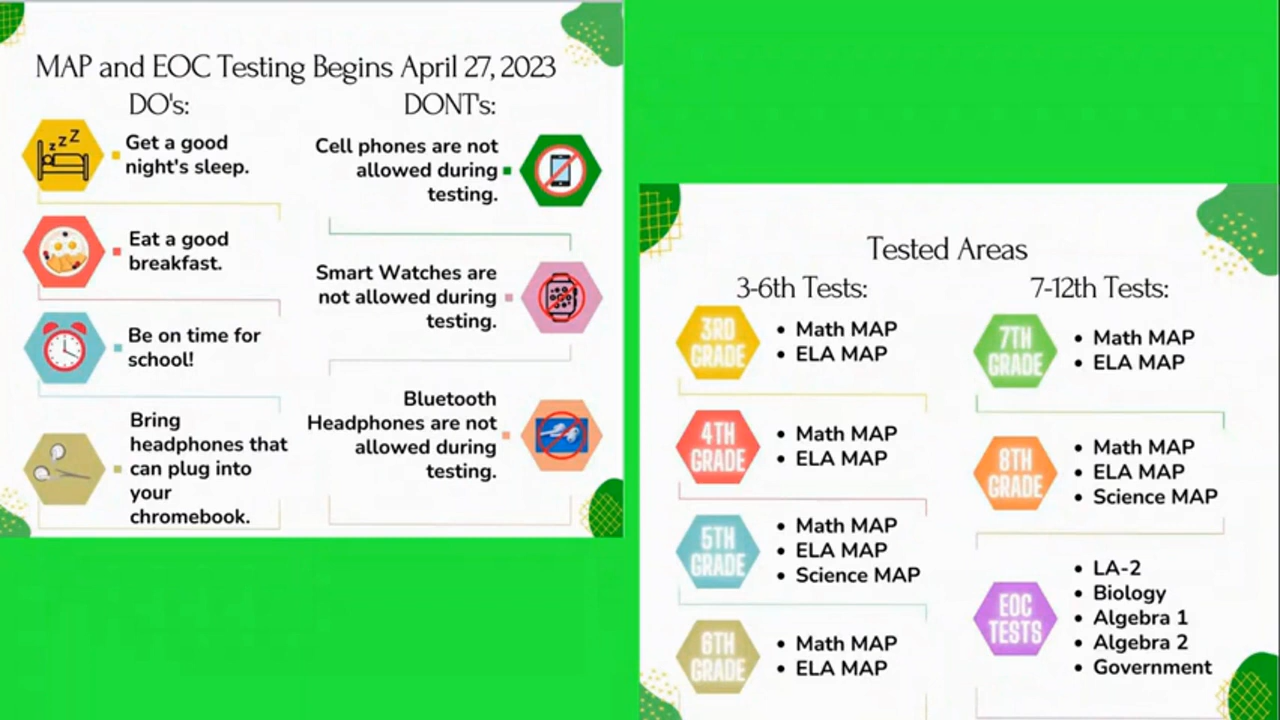 MAP and EOC Testing Begins April 27, 2023
DO's:
zzZZ
Get a good
night's sleep.
Eat a good
breakfast.
Be on time for
school!
Bring
headphones that
can plug into
your
chromebook.
DONT's:
Cell phones are not
allowed during
testing.
Smart Watches are
not allowed during
testing.
Bluetooth
Headphones are not
allowed during
testing.
Tested Areas
3-6th Tests:
3RD
GRADE
• Math MAP
• ELA MAP
4TH
GRADE
• Math MAP
• ELA MAP
5TH
GRADE
• Math MAP
• ELA MAP
• Science MAP
6TH
GRADE
• Math MAP
• ELA MAP
7-12th Tests:
7TH
GRADE
• Math MAP
• ELA MAP
8TH
GRADE
• Math MAP
• ELA MAP
• Science MAP
EOC
TESTS
• LA-2
• Biology
• Algebra 1
• Algebra 2
• Government